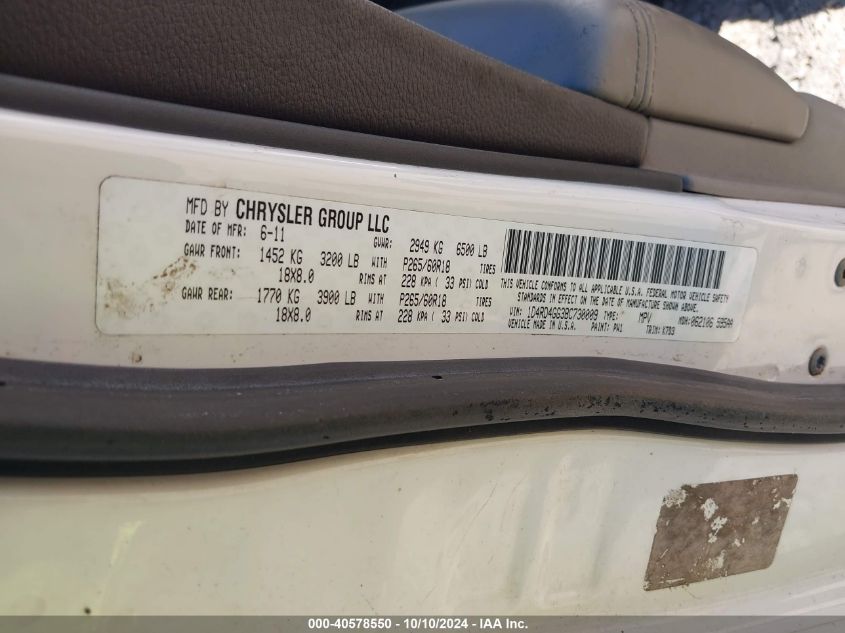 MFD BY CHRYSLER GROUP LLC
DATE OF MFR: 6-11 GVWR: 2949 KG 6500 LB
GAWR FRONT: 1452 KG 3200 LB WITH P265/60R18 TIRES
18X8.0 RIMS AT 228 KPA ( 33 PSI) COLD
GAWR REAR: 1770 KG 3900 LB WITH P265/60R18 TIRES
18X8.0 RIMS AT 228 KPA ( 33 PSI) COLD
THIS VEHICLE CONFORMS TO ALL APPLICABLE U.S.A. FEDERAL MOTOR VEHICLE SAFETY
STANDARDS IN EFFECT ON THE DATE OF MANUFACTURE SHOWN ABOVE.
VIN: 1D4RD4GG3BC730009 TYPE: MPV MDH: 062106 595AA
VEHICLE MADE IN U.S.A. PAINT: PW1 TRIM: K7D3
000-40578550 - 10/10/2024 - IAA Inc.